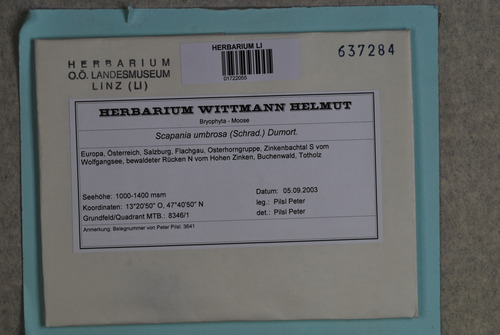 HERBARIUM
O.Ö. LANDESMUSEUM
LINZ (LI)
HERBARIUM LI
01722055
637284
HERBARIUM WITTMANN HELMUT
Bryophyta - Moose
Scapania umbrosa (Schrad.) Dumort.
Europa, Österreich, Salzburg, Flachgau, Osterhorngruppe, Zinkenbachtal S vom
Wolfgangsee, bewaldeter Rücken N vom Hohen Zinken, Buchenwald, Totholz
Seehöhe: 1000-1400 msm
Datum: 05.09.2003
Koordinaten: 13°20'50" O, 47°40'50" N
leg.: Pilsl Peter
Grundfeld/Quadrant MTB.: 8346/1
det.: Pilsl Peter
Anmerkung: Belegnummer von Peter Pilsl: 3641